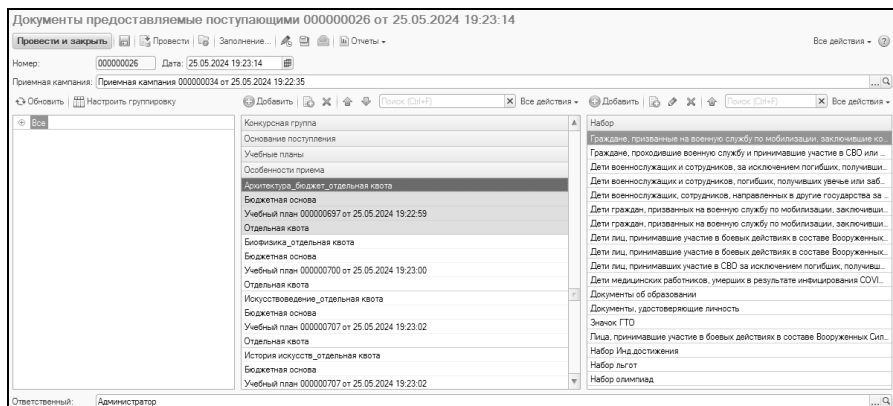 Документы предоставляемые поступающими 000000026 от 25.05.2024 19:23:14
Провести и закрыть Провести Заполнение... Отчеты Все действия
Номер: 000000026 Дата: 25.05.2024 19:23:14
Приемная кампания: Приемная кампания 000000034 от 25.05.2024 19:22:35
Обновить Настроить группировку
Все
Добавить Поиск (Ctrl+F) Все действия
Конкурсная группа
Основание поступления
Учебные планы
Особенности приема
Архитектура_бюджет_отдельная квота
Бюджетная основа
Учебный план 000000697 от 25.05.2024 19:22:59
Отдельная квота
Биофизика_отдельная квота
Бюджетная основа
Учебный план 000000700 от 25.05.2024 19:23:00
Отдельная квота
Искусствоведение_отдельная квота
Бюджетная основа
Учебный план 000000707 от 25.05.2024 19:23:02
Отдельная квота
История искусств_отдельная квота
Бюджетная основа
Учебный план 000000707 от 25.05.2024 19:23:02
Добавить Поиск (Ctrl+F) Все действия
Набор
Граждане, призванные на военную службу по мобилизации, заключившие ко...
Граждане, проходившие военную службу и принимавшие участие в СВО или ...
Дети военнослужащих и сотрудников, за исключением погибших, получивши...
Дети военнослужащих и сотрудников, погибших, получивших увечье или заб...
Дети военнослужащих, сотрудников, направленных в другие государства за ...
Дети граждан, призванных на военную службу по мобилизации, заключивши...
Дети граждан, призванных на военную службу по мобилизации, заключивши...
Дети лиц, принимавшие участие в боевых действиях в составе Вооруженных...
Дети лиц, принимавшие участие в боевых действиях в составе Вооруженных...
Дети лиц, принимавших участие в СВО за исключением погибших, получивш...
Дети медицинских работников, умерших в результате инфицирования COVI...
Документы об образовании
Документы, удостоверяющие личность
Значок ГТО
Лица, принимавшие участие в боевых действиях в составе Вооруженных Сил...
Набор Инд.достижения
Набор льгот
Набор олимпиад
Ответственный: Администратор